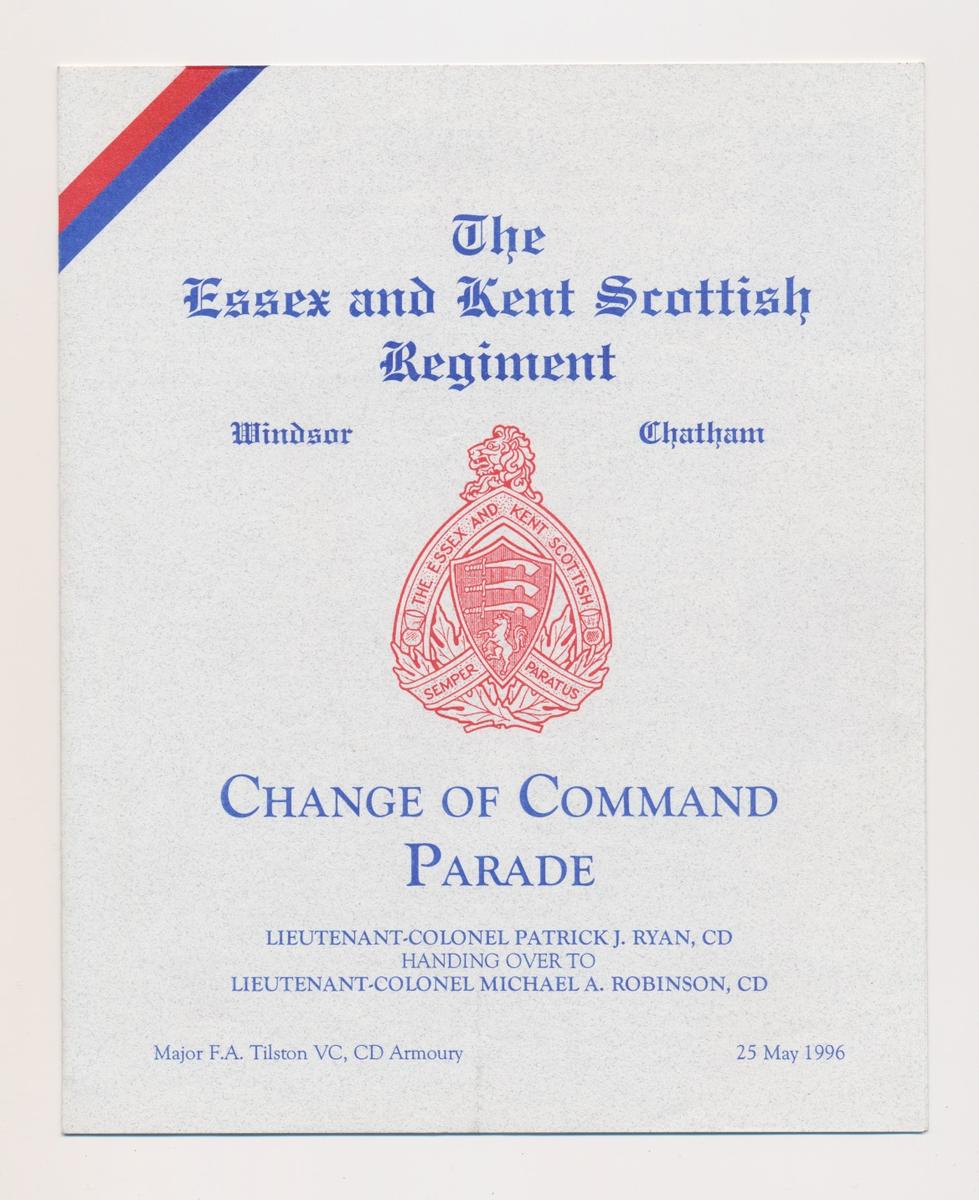 The
Essex and Kent Scottish
Regiment
Windsor
Chatham
THE ESSEX AND KENT SCOTTISH
SEMPER PARATUS
CHANGE OF COMMAND
PARADE
LIEUTENANT-COLONEL PATRICK J. RYAN, CD
HANDING OVER TO
LIEUTENANT-COLONEL MICHAEL A. ROBINSON, CD
Major F.A. Tilston VC, CD Armoury
25 May 1996